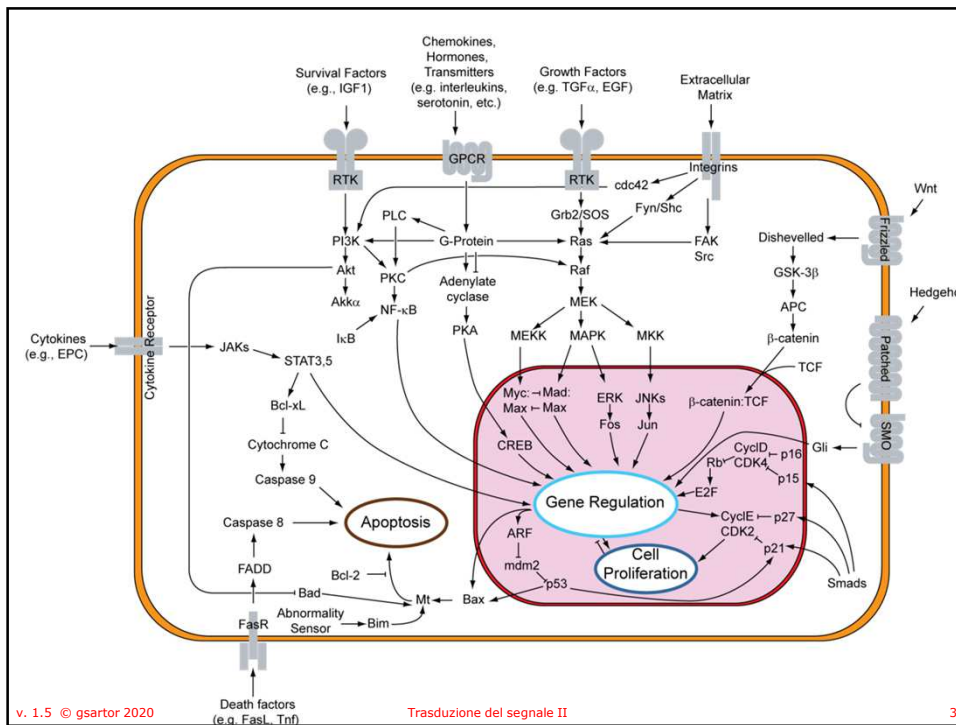 Chemokines,
Hormones,
Transmitters
(e.g. interleukins,
serotonin, etc.)
Survival Factors
(e.g., IGF1)
Growth Factors
(e.g. TGFα, EGF)
Extracellular
Matrix
RTK
GPCR
RTK
Integrins
cdc42
Wnt
PLC
Grb2/SOS
Fyn/Shc
Frizzled
PI3K
G-Protein
Ras
FAK
Src
Dishevelled
Akt
PKC
Adenylate
cyclase
Raf
GSK-3β
Akkα
NF-κB
MEK
APC
Hedgeho
IκB
PKA
MEKK
MAPK
MKK
β-catenin
Cytokines
(e.g., EPC)
Cytokine Receptor
JAKs
STAT3,5
TCF
Patched
Myc:
Mad:
Max
Max
ERK
JNKs
β-catenin:TCF
Bcl-xL
Fos
Jun
Cytochrome C
CREB
CyclD
p16
Gli
SMO
Rb
CDK4
p15
Caspase 9
E2F
Gene Regulation
Caspase 8
Apoptosis
ARF
CyclE
p27
CDK2
p21
FADD
Bcl-2
mdm2
Cell
Proliferation
Smads
Bad
Mt
Bax
p53
FasR
Abnormality
Sensor
Bim
Death factors
(e.g. FasL, Tnf)
v. 1.5 © gsartor 2020
Trasduzione del segnale II
3